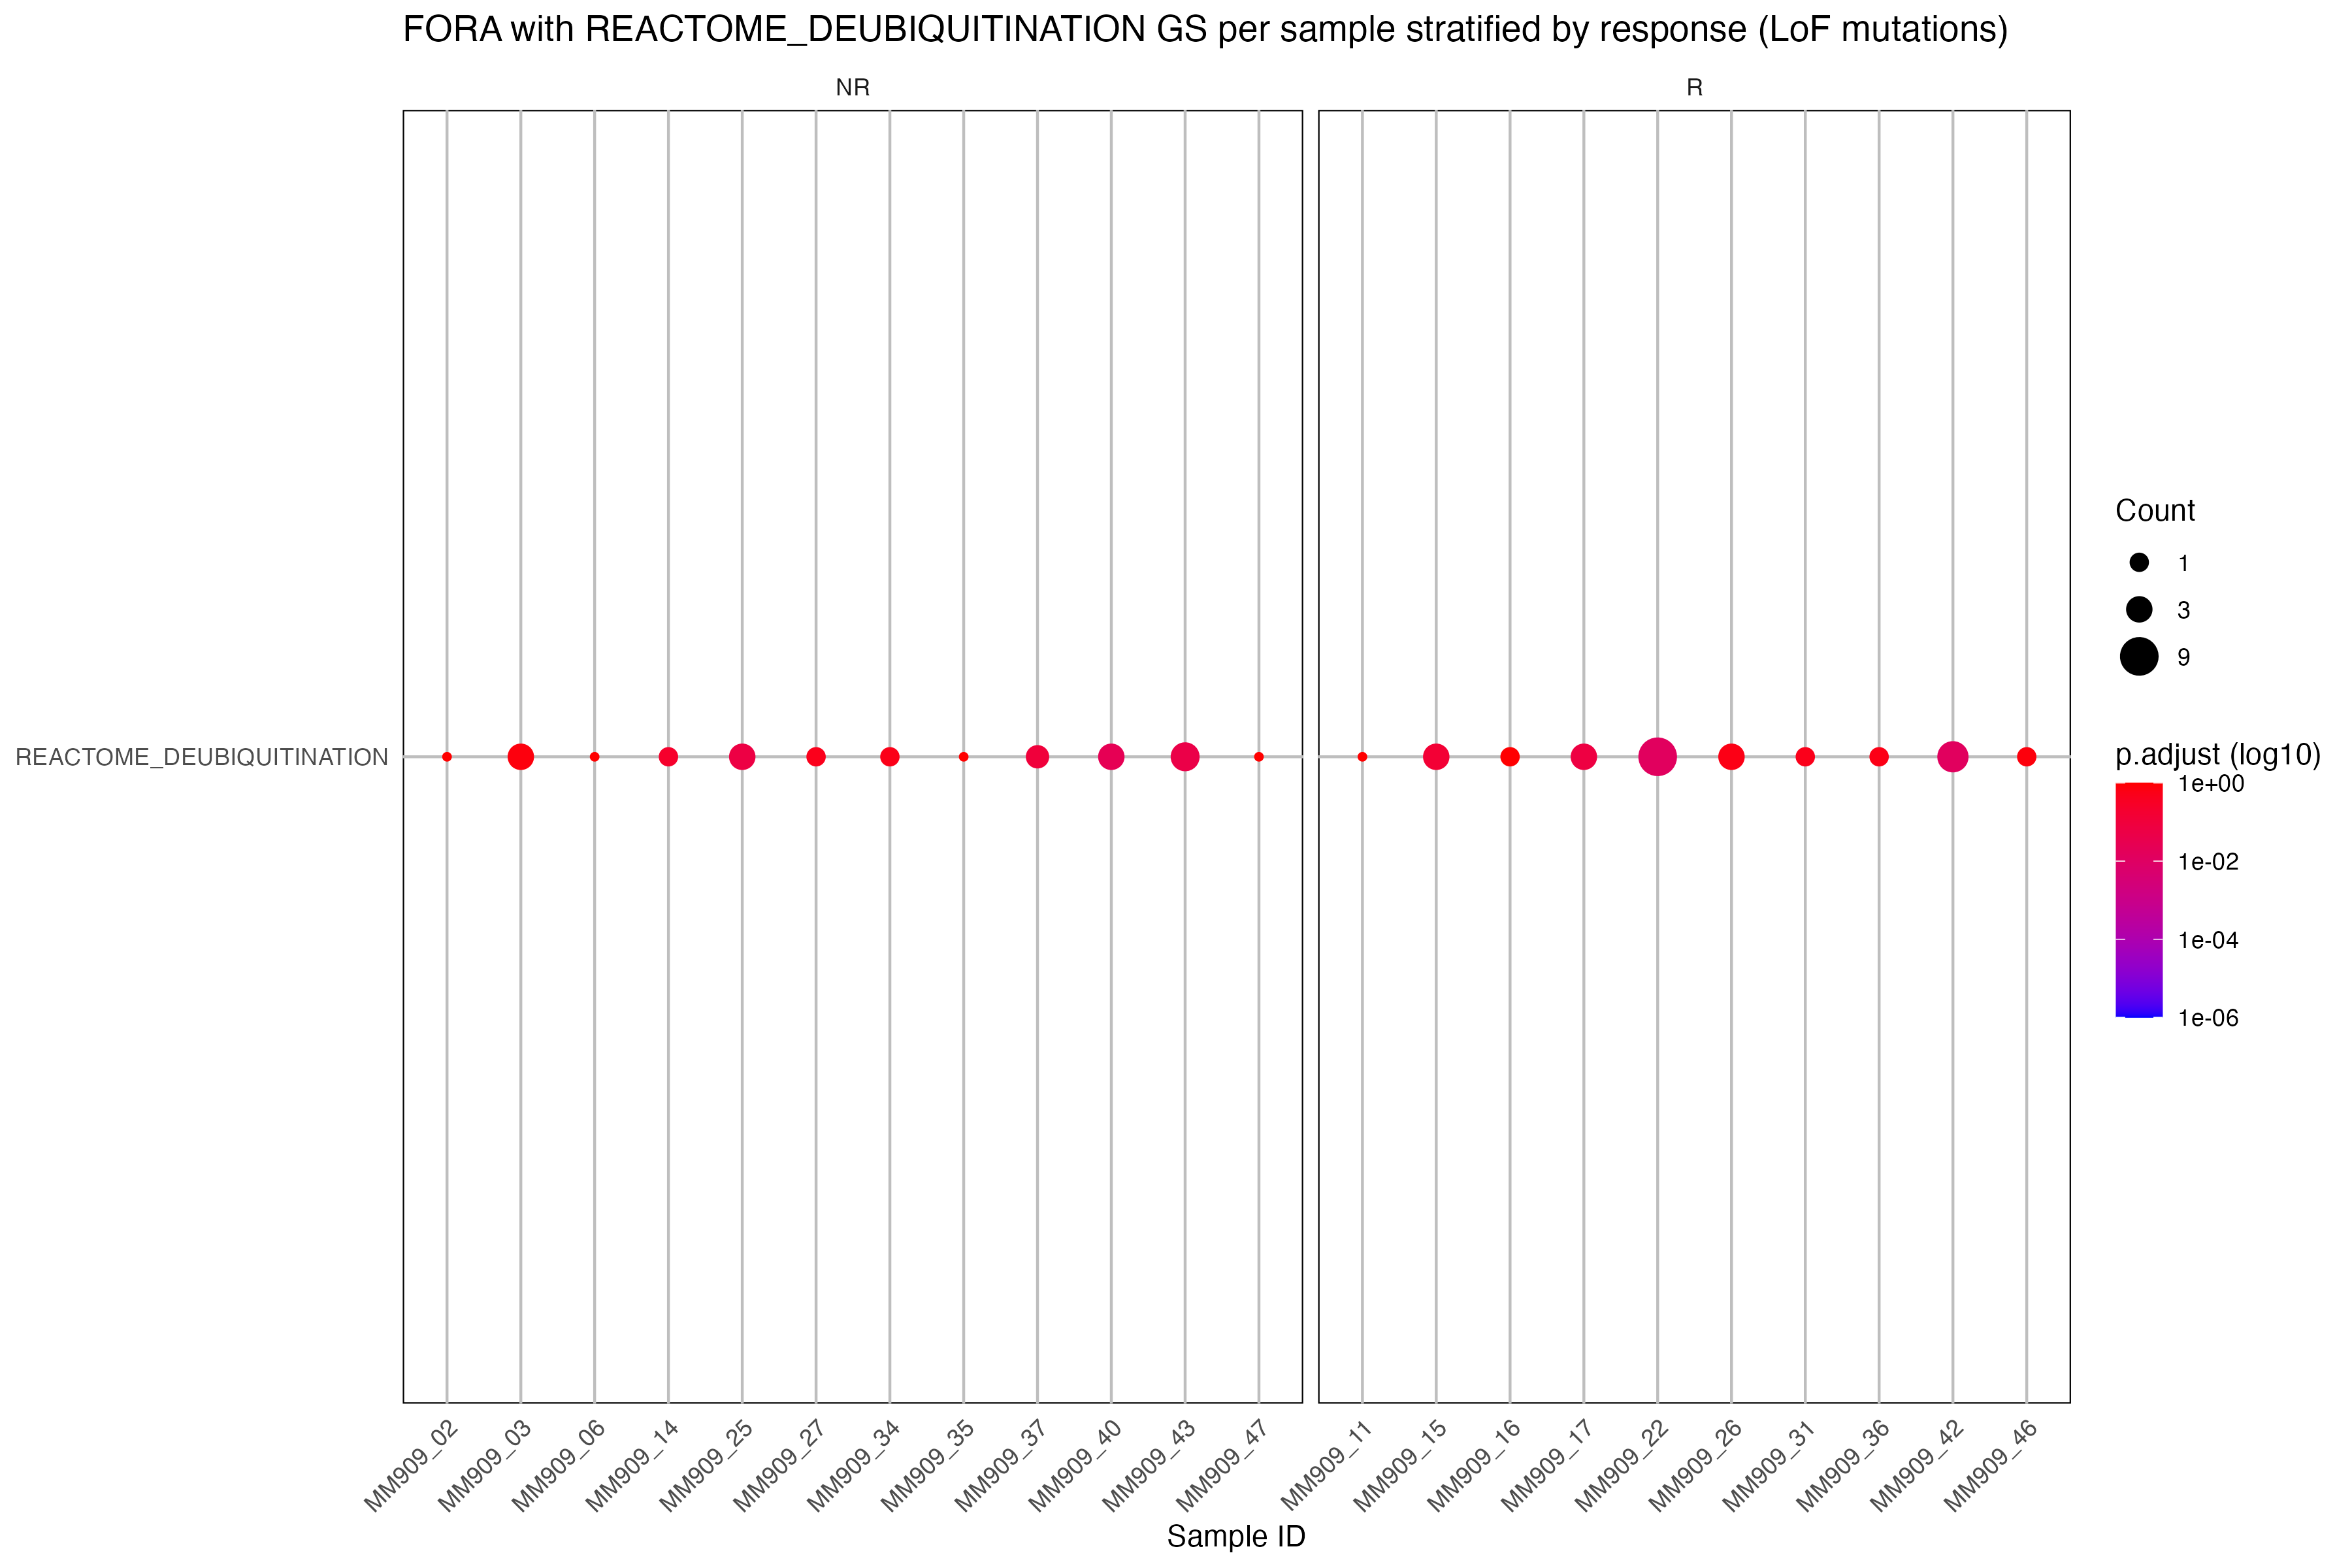 FORA with REACTOME_DEUBIQUITINATION GS per sample stratified by response (LoF mutations)
NR
R
REACTOME_DEUBIQUITINATION
Count
1
3
9
p.adjust (log10)
1e+00
1e-02
1e-04
1e-06
MM909_02
MM909_03
MM909_06
MM909_14
MM909_25
MM909_27
MM909_34
MM909_35
MM909_37
MM909_40
MM909_43
MM909_47
MM909_11
MM909_15
MM909_16
MM909_17
MM909_22
MM909_26
MM909_31
MM909_36
MM909_42
MM909_46
Sample ID